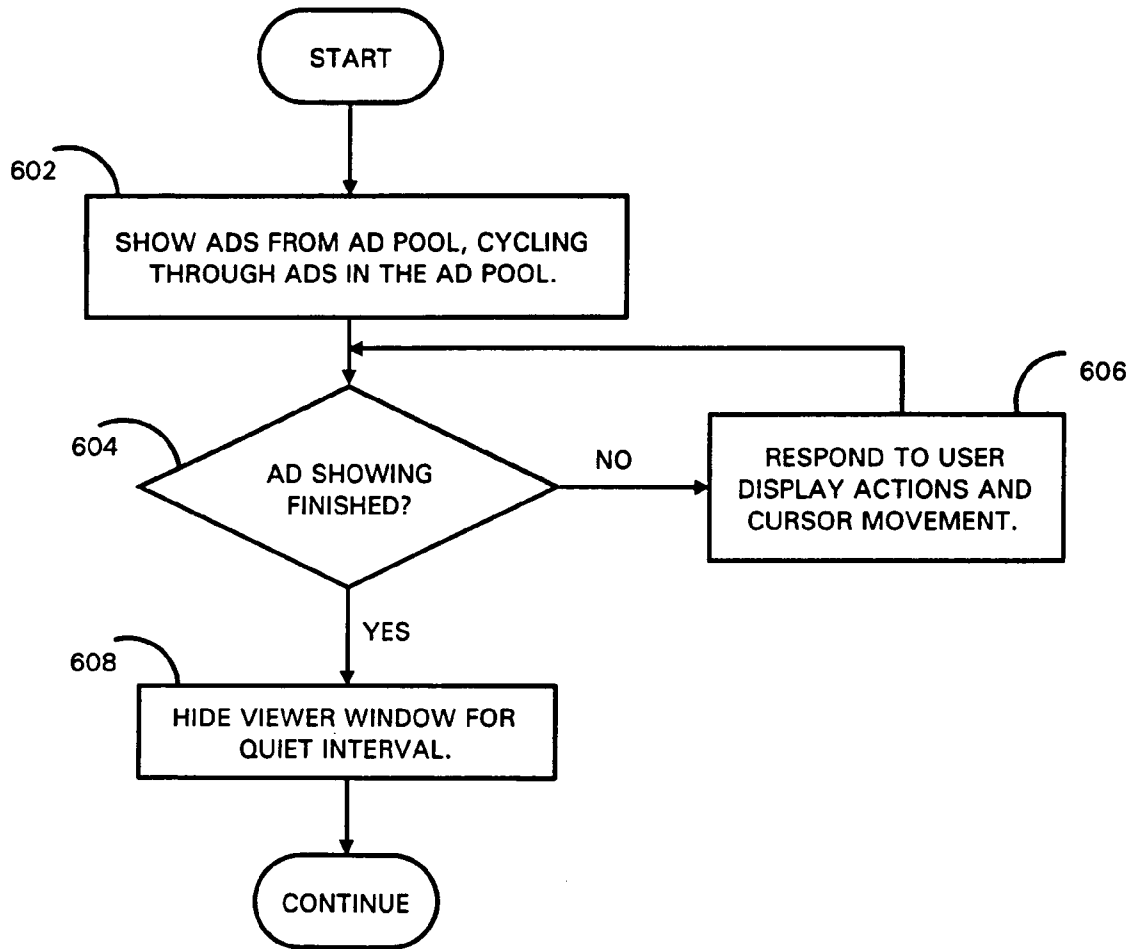 START
602
SHOW ADS FROM AD POOL, CYCLING
THROUGH ADS IN THE AD POOL.
606
604
AD SHOWING
FINISHED?
NO
RESPOND TO USER
DISPLAY ACTIONS AND
CURSOR MOVEMENT.
YES
608
HIDE VIEWER WINDOW FOR
QUIET INTERVAL.
CONTINUE